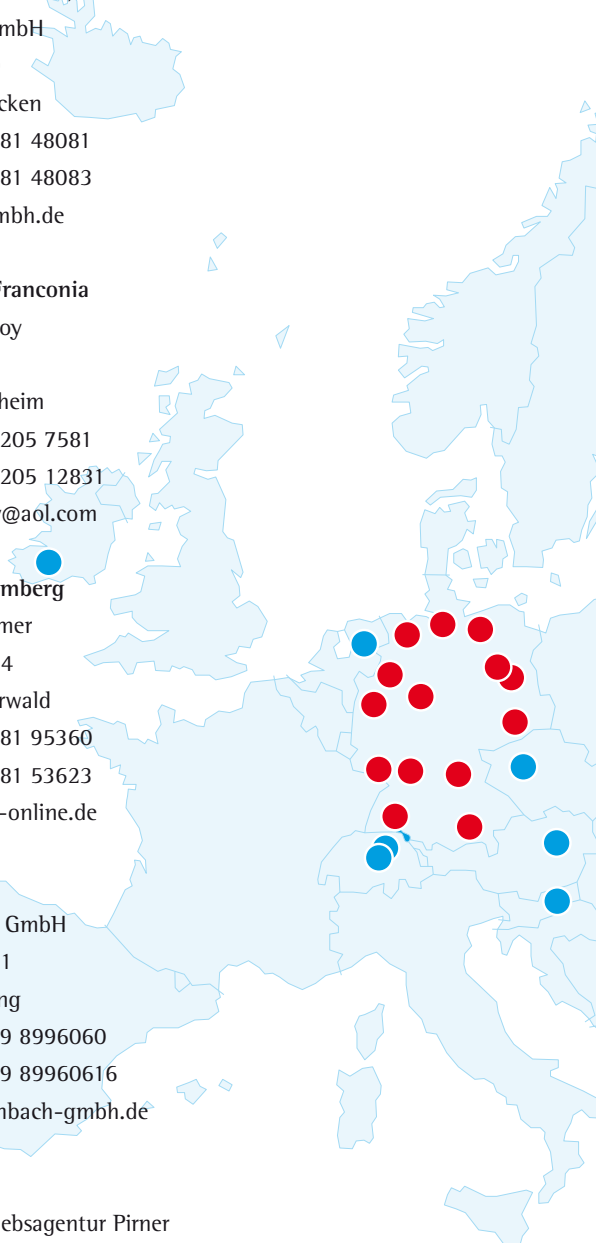 mbH
cken
81 48081
81 48083
mbh.de
Franconia
oy
heim
205 7581
205 12831
@aol.com
mberg
mer
4
rwald
81 95360
81 53623
-online.de
GmbH
1
ng
9 8996060
9 89960616
nbach-gmbh.de
ebsagentur Pirner